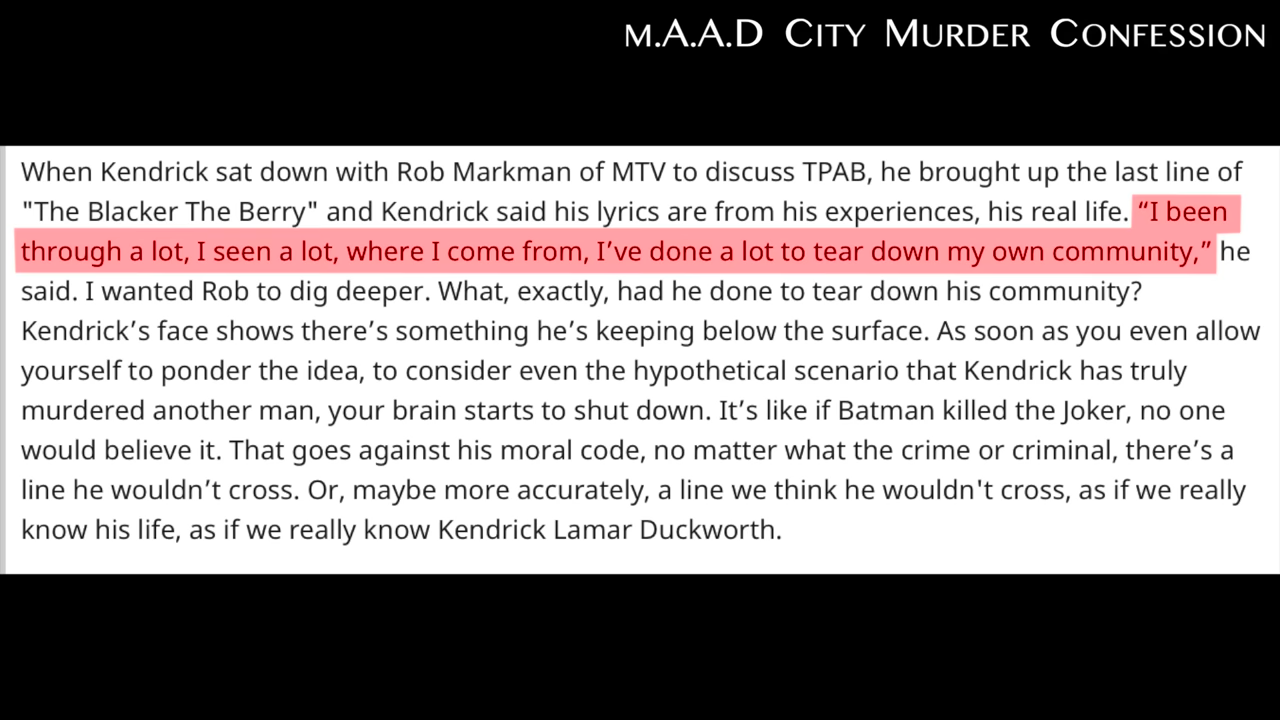 m.A.A.D City Murder Confession
When Kendrick sat down with Rob Markman of MTV to discuss TPAB, he brought up the last line of
"The Blacker The Berry" and Kendrick said his lyrics are from his experiences, his real life. “I been
through a lot, I seen a lot, where I come from, I’ve done a lot to tear down my own community,” he
said. I wanted Rob to dig deeper. What, exactly, had he done to tear down his community?
Kendrick’s face shows there’s something he’s keeping below the surface. As soon as you even allow
yourself to ponder the idea, to consider even the hypothetical scenario that Kendrick has truly
murdered another man, your brain starts to shut down. It’s like if Batman killed the Joker, no one
would believe it. That goes against his moral code, no matter what the crime or criminal, there’s a
line he wouldn’t cross. Or, maybe more accurately, a line we think he wouldn't cross, as if we really
know his life, as if we really know Kendrick Lamar Duckworth.